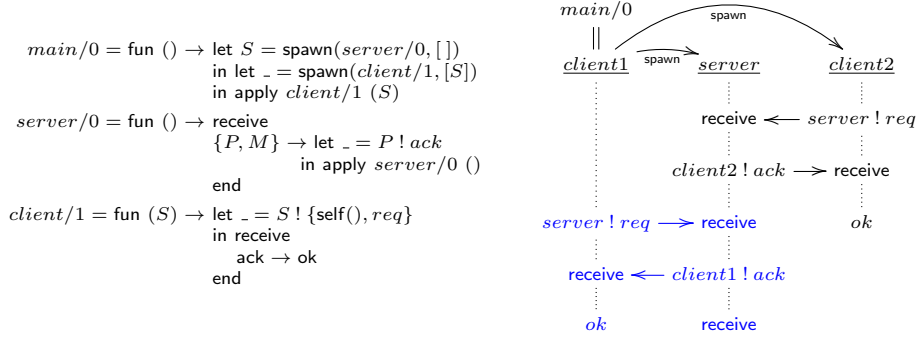 main/0 = fun () → let S = spawn(server/0, [ ])
in let _ = spawn(client/1, [S])
in apply client/1 (S)
server/0 = fun () → receive
{P, M} → let _ = P ! ack
in apply server/0 ()
end
client/1 = fun (S) → let _ = S ! {self(), req}
in receive
ack → ok
end
main/0
spawn
client1 spawn server client2
receive ← server ! req
client2 ! ack → receive
server ! req → receive ok
receive ← client1 ! ack
ok receive